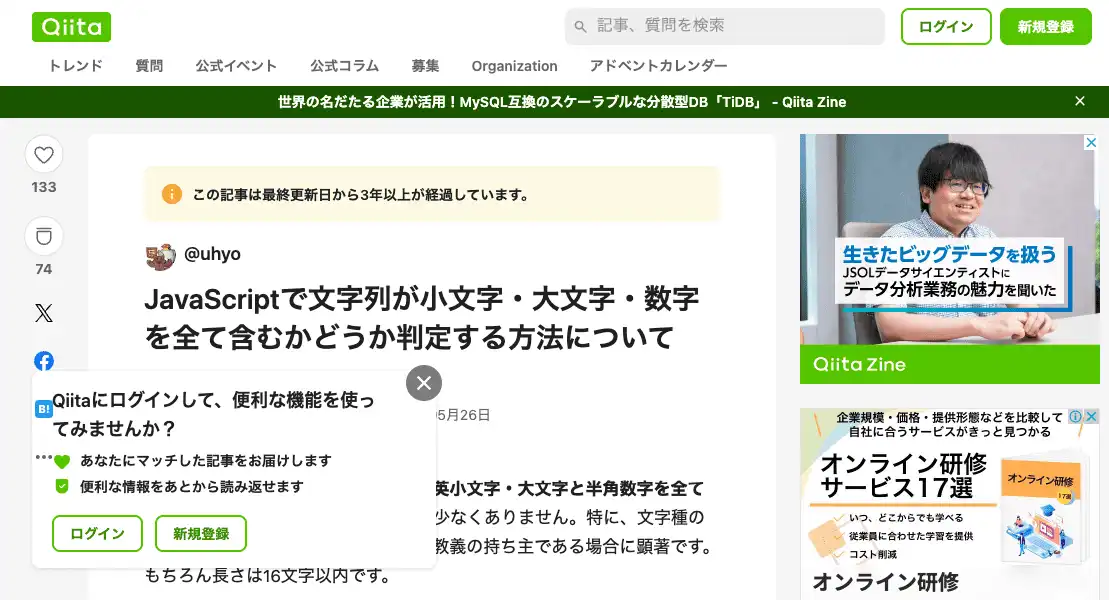 Qiita
記事、質問を検索
ログイン
新規登録
トレンド
質問
公式イベント
公式コラム
募集
Organization
アドベントカレンダー
世界の名だたる企業が活用！MySQL互換のスケーラブルな分散型DB「TiDB」 - Qiita Zine
133
74
この記事は最終更新日から3年以上が経過しています。
@uhyo
JavaScriptで文字列が小文字・大文字・数字
を全て含むかどうか判定する方法について
5月26日
B!
Qiitaにログインして、便利な機能を使っ
てみませんか？
あなたにマッチした記事をお届けします
便利な情報をあとから読み返せます
ログイン
新規登録
英小文字・大文字と半角数字を全て
少なくありません。特に、文字種の
教義の持ち主である場合に顕著です。
もちろん長さは16文字以内です。
生きたビッグデータを扱う
JSOLデータサイエンティストに
データ分析業務の魅力を聞いた
Qiita Zine
企業規模・価格・提供形態などを比較して
自社に合うサービスがきっと見つかる
オンライン研修
サービス17選
いつ、どこからでも学べる
従業員に合わせた学習を提供
コスト削減
オンライン研修
17選
オンライン研修